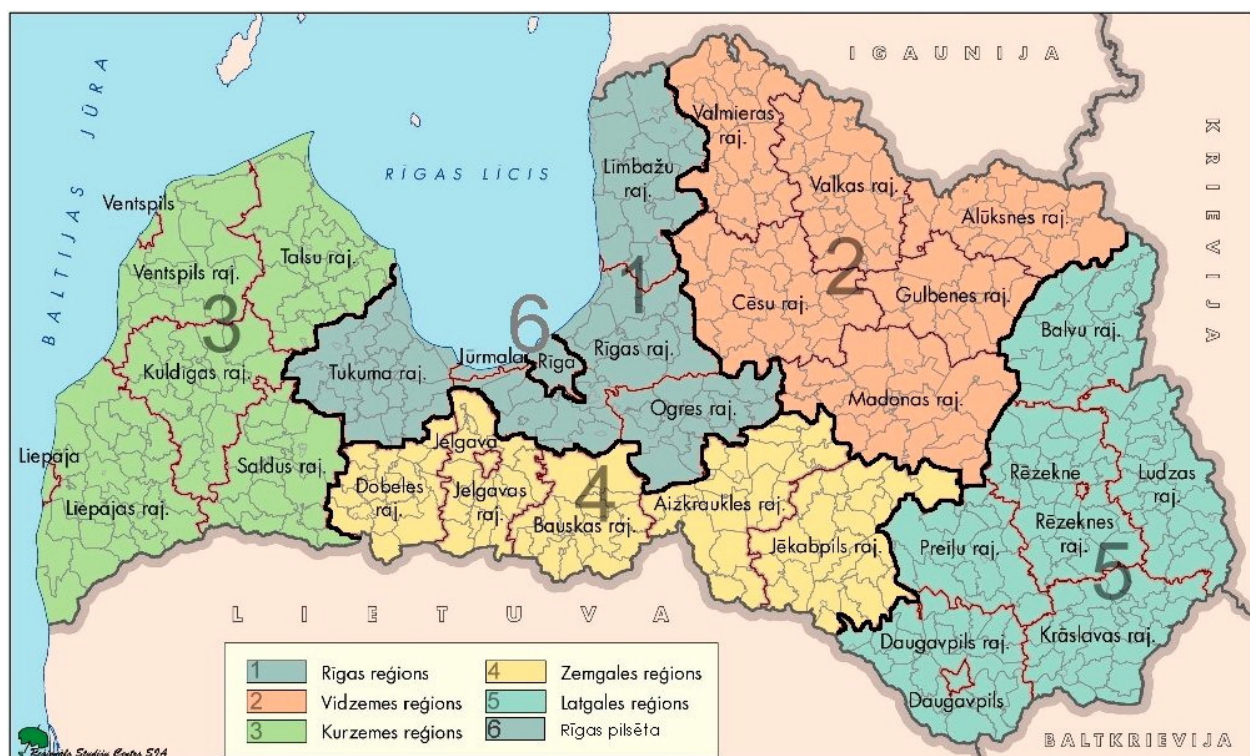 IGAUNIJA
BALTIJAS JŪRA
KRIEVIJA
RĪGAS LĪCIS
Valmieras
raj.
Limbažu
raj.
Valkas raj.
Alūksnes raj.
Ventspils
Talsu raj.
Ventspils raj.
1
2
3
6
Cēsu raj.
Gulbenes raj.
Balvu raj.
Jūrmala
Rīga
Rīgas raj.
Tukuma raj.
Kuldīgas raj.
Ogres raj.
Madonas raj.
Jelgava
Liepāja
Saldus raj.
Rēzekne
Ludzas
raj.
Dobeles
raj.
Jelgavas
raj.
4
Aizkraukles raj.
Liepājas raj.
Bauskas raj.
Rēzeknes
raj.
Jēkabpils raj.
Preiļu raj.
5
LIETUVA
Daugavpils raj.
Krāslavas raj.
Daugavpils
1 Rīgas reģions
2 Vidzemes reģions
3 Kurzemes reģions
4 Zemgales reģions
5 Latgales reģions
6 Rīgas pilsēta
BALTKRIEVIJA
Reģionālo Studiju Centrs SIA